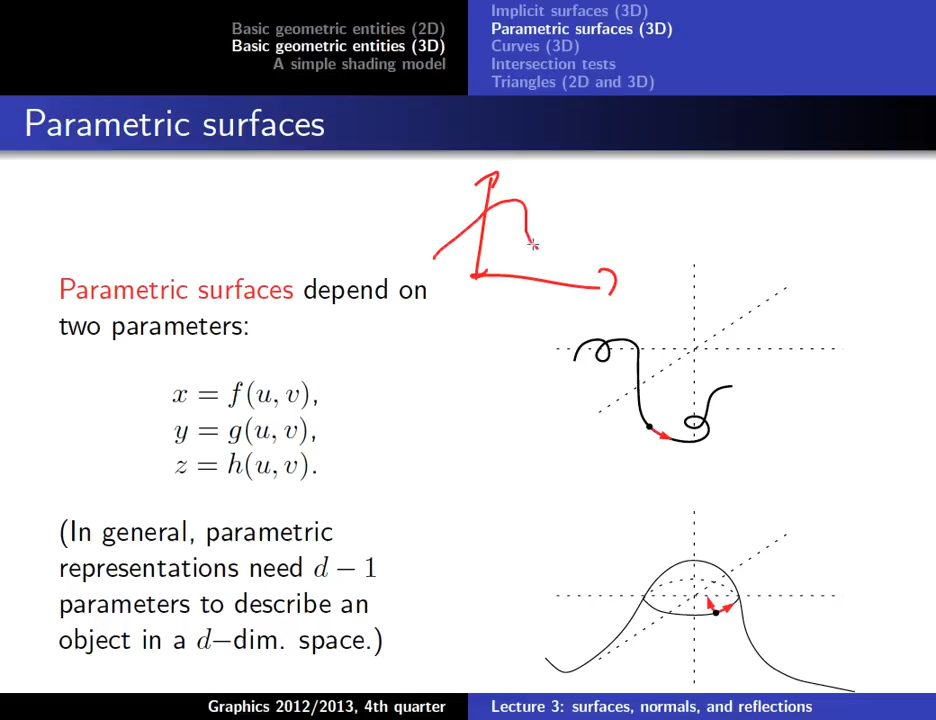 Basic geometric entities (2D)
Basic geometric entities (3D)
A simple shading model
Implicit surfaces (3D)
Parametric surfaces (3D)
Curves (3D)
Intersection tests
Triangles (2D and 3D)
Parametric surfaces
Parametric surfaces depend on
two parameters:
x = f(u, v),
y = g(u, v),
z = h(u, v).
(In general, parametric
representations need d − 1
parameters to describe an
object in a d−dim. space.)
Graphics 2012/2013, 4th quarter
Lecture 3: surfaces, normals, and reflections